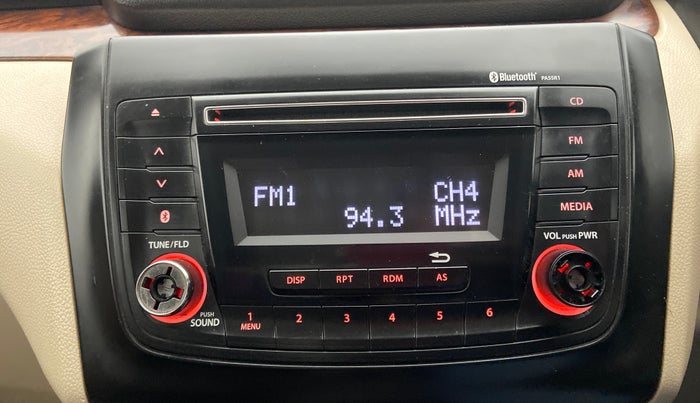 Bluetooth PA55R1
CD
FM
AM
MEDIA
FM1 CH4
94.3 MHz
TUNE/FLD
VOL PUSH PWR
DISP RPT RDM AS
PUSH
SOUND
1 2 3 4 5 6
MENU